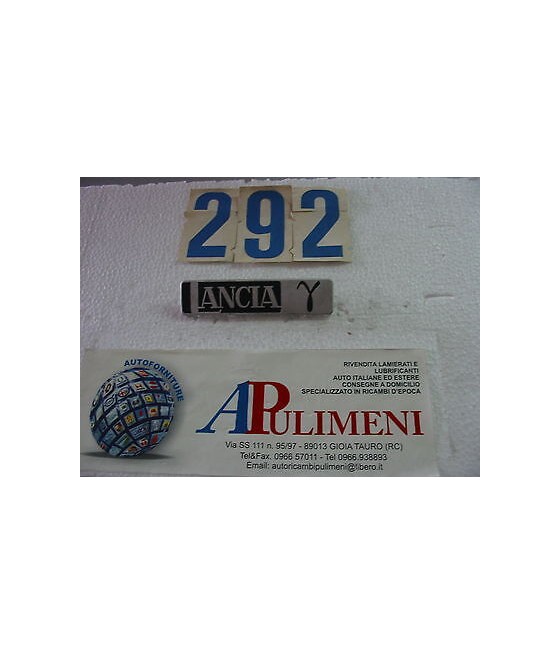 292
LANCIA γ
AUTOFORNITURE
RIVENDITA LAMIERATI E
LUBRIFICANTI
AUTO ITALIANE ED ESTERE
CONSEGNE A DOMICILIO
SPECIALIZZATO IN RICAMBI D'EPOCA
APULIMENI
Via SS 111 n. 95/97 - 89013 GIOIA TAURO (RC)
Tel&Fax. 0966 57011 - Tel 0966.938893
Email: autoricambipulimeni@libero.it